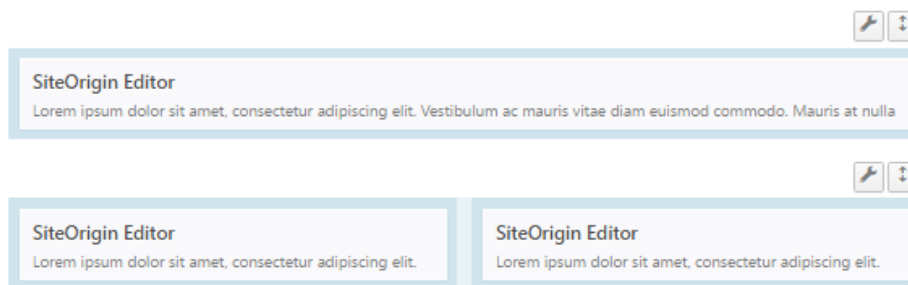 SiteOrigin Editor
Lorem ipsum dolor sit amet, consectetur adipiscing elit. Vestibulum ac mauris vitae diam euismod commodo. Mauris at nulla
SiteOrigin Editor
Lorem ipsum dolor sit amet, consectetur adipiscing elit.
SiteOrigin Editor
Lorem ipsum dolor sit amet, consectetur adipiscing elit.